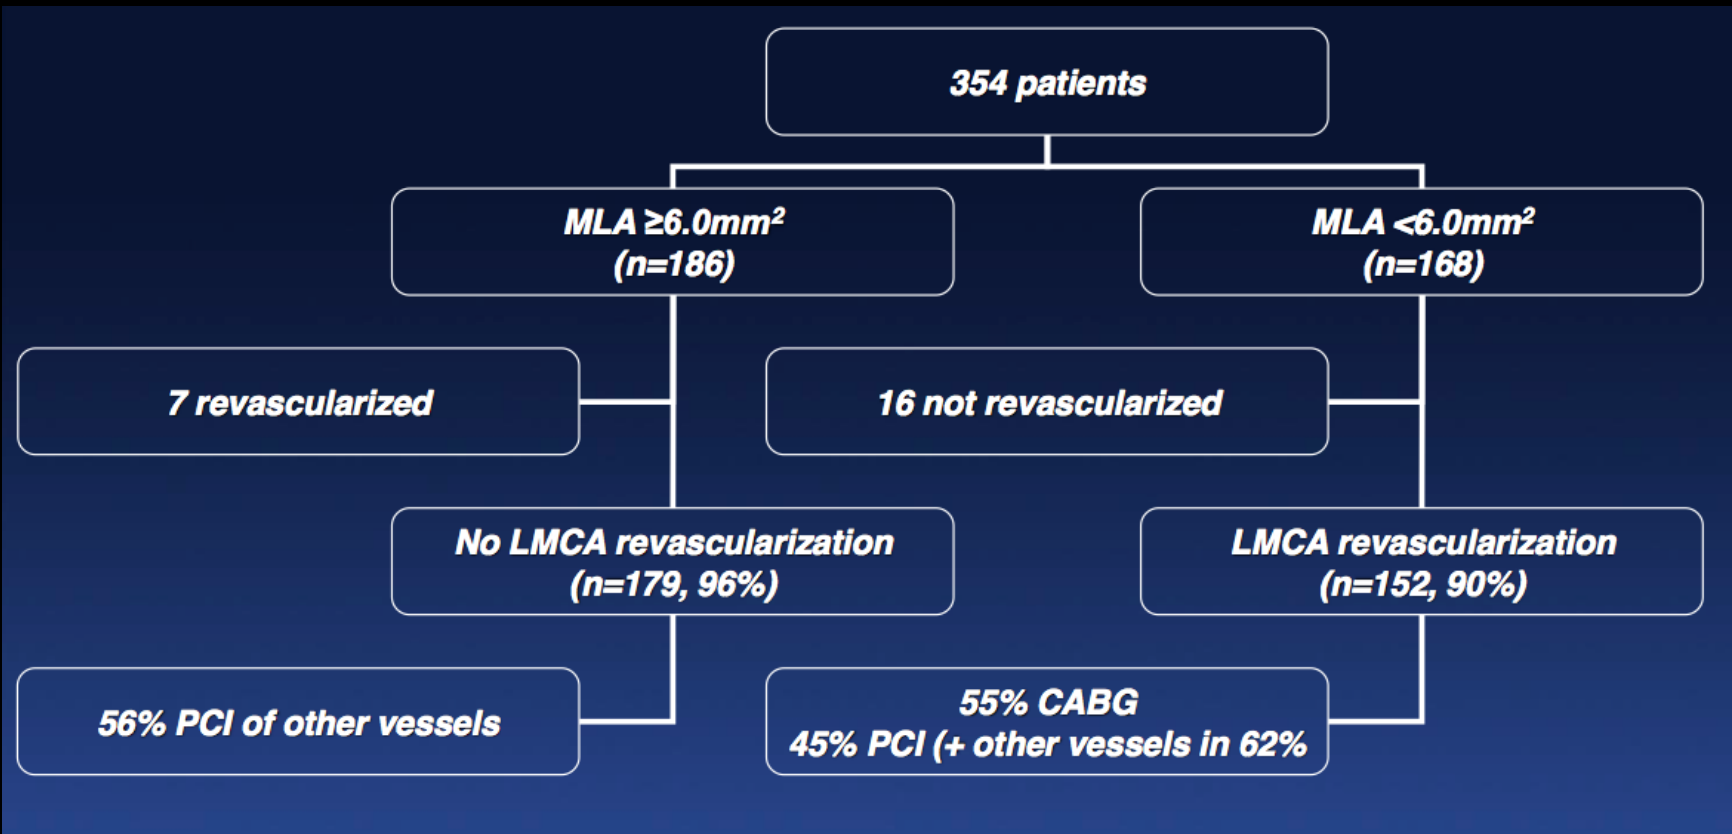 354 patients
MLA ≥6.0mm²
(n=186)
MLA <6.0mm²
(n=168)
7 revascularized
16 not revascularized
No LMCA revascularization
(n=179, 96%)
LMCA revascularization
(n=152, 90%)
56% PCI of other vessels
55% CABG
45% PCI (+ other vessels in 62%